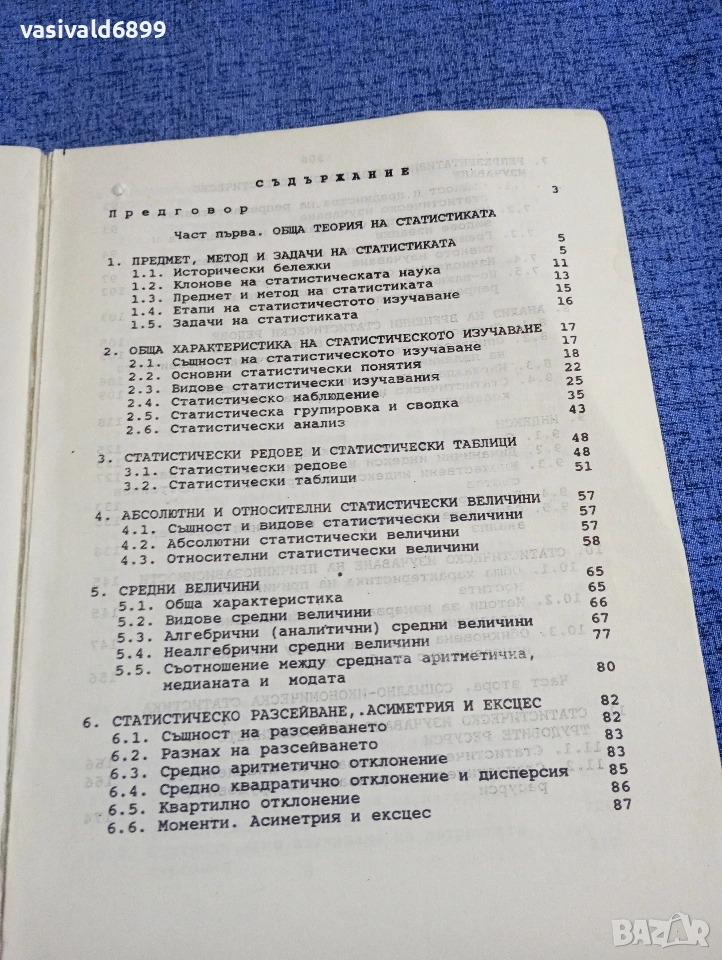 vasivald6899
СЪДЪРЖАНИЕ
Предговор 3
Част първа. ОБЩА ТЕОРИЯ НА СТАТИСТИКАТА
1. ПРЕДМЕТ, МЕТОД И ЗАДАЧИ НА СТАТИСТИКАТА 5
1.1. Исторически бележки 5
1.2. Клонове на статистическата наука 11
1.3. Предмет и метод на статистиката 13
1.4. Етапи на статистичестото изучаване 15
1.5. Задачи на статистиката 16
2. ОБЩА ХАРАКТЕРИСТИКА НА СТАТИСТИЧЕСКОТО ИЗУЧАВАНЕ 17
2.1. Същност на статистическото изучаване 17
2.2. Основни статистически понятия 18
2.3. Видове статистически изучавания 22
2.4. Статистическо наблюдение 25
2.5. Статистическа групировка и сводка 35
2.6. Статистически анализ 43
3. СТАТИСТИЧЕСКИ РЕДОВЕ И СТАТИСТИЧЕСКИ ТАБЛИЦИ 48
3.1. Статистически редове 48
3.2. Статистически таблици 51
4. АБСОЛЮТНИ И ОТНОСИТЕЛНИ СТАТИСТИЧЕСКИ ВЕЛИЧИНИ 57
4.1. Същност и видове статистически величини 57
4.2. Абсолютни статистически величини 57
4.3. Относителни статистически величини 58
5. СРЕДНИ ВЕЛИЧИНИ 65
5.1. Обща характеристика 65
5.2. Видове средни величини 66
5.3. Алгебрични (аналитични) средни величини 67
5.4. Неалгебрични средни величини 77
5.5. Съотношение между средната аритметична,
медианата и модата 80
6. СТАТИСТИЧЕСКО РАЗСЕЙВАНЕ,.АСИМЕТРИЯ И ЕКСЦЕС 82
6.1. Същност на разсейването 82
6.2. Размах на разсейването 83
6.3. Средно аритметично отклонение 83
6.4. Средно квадратично отклонение и дисперсия 85
6.5. Квартилно отклонение 86
6.6. Моменти. Асиметрия и ексцес 87
BAZAR